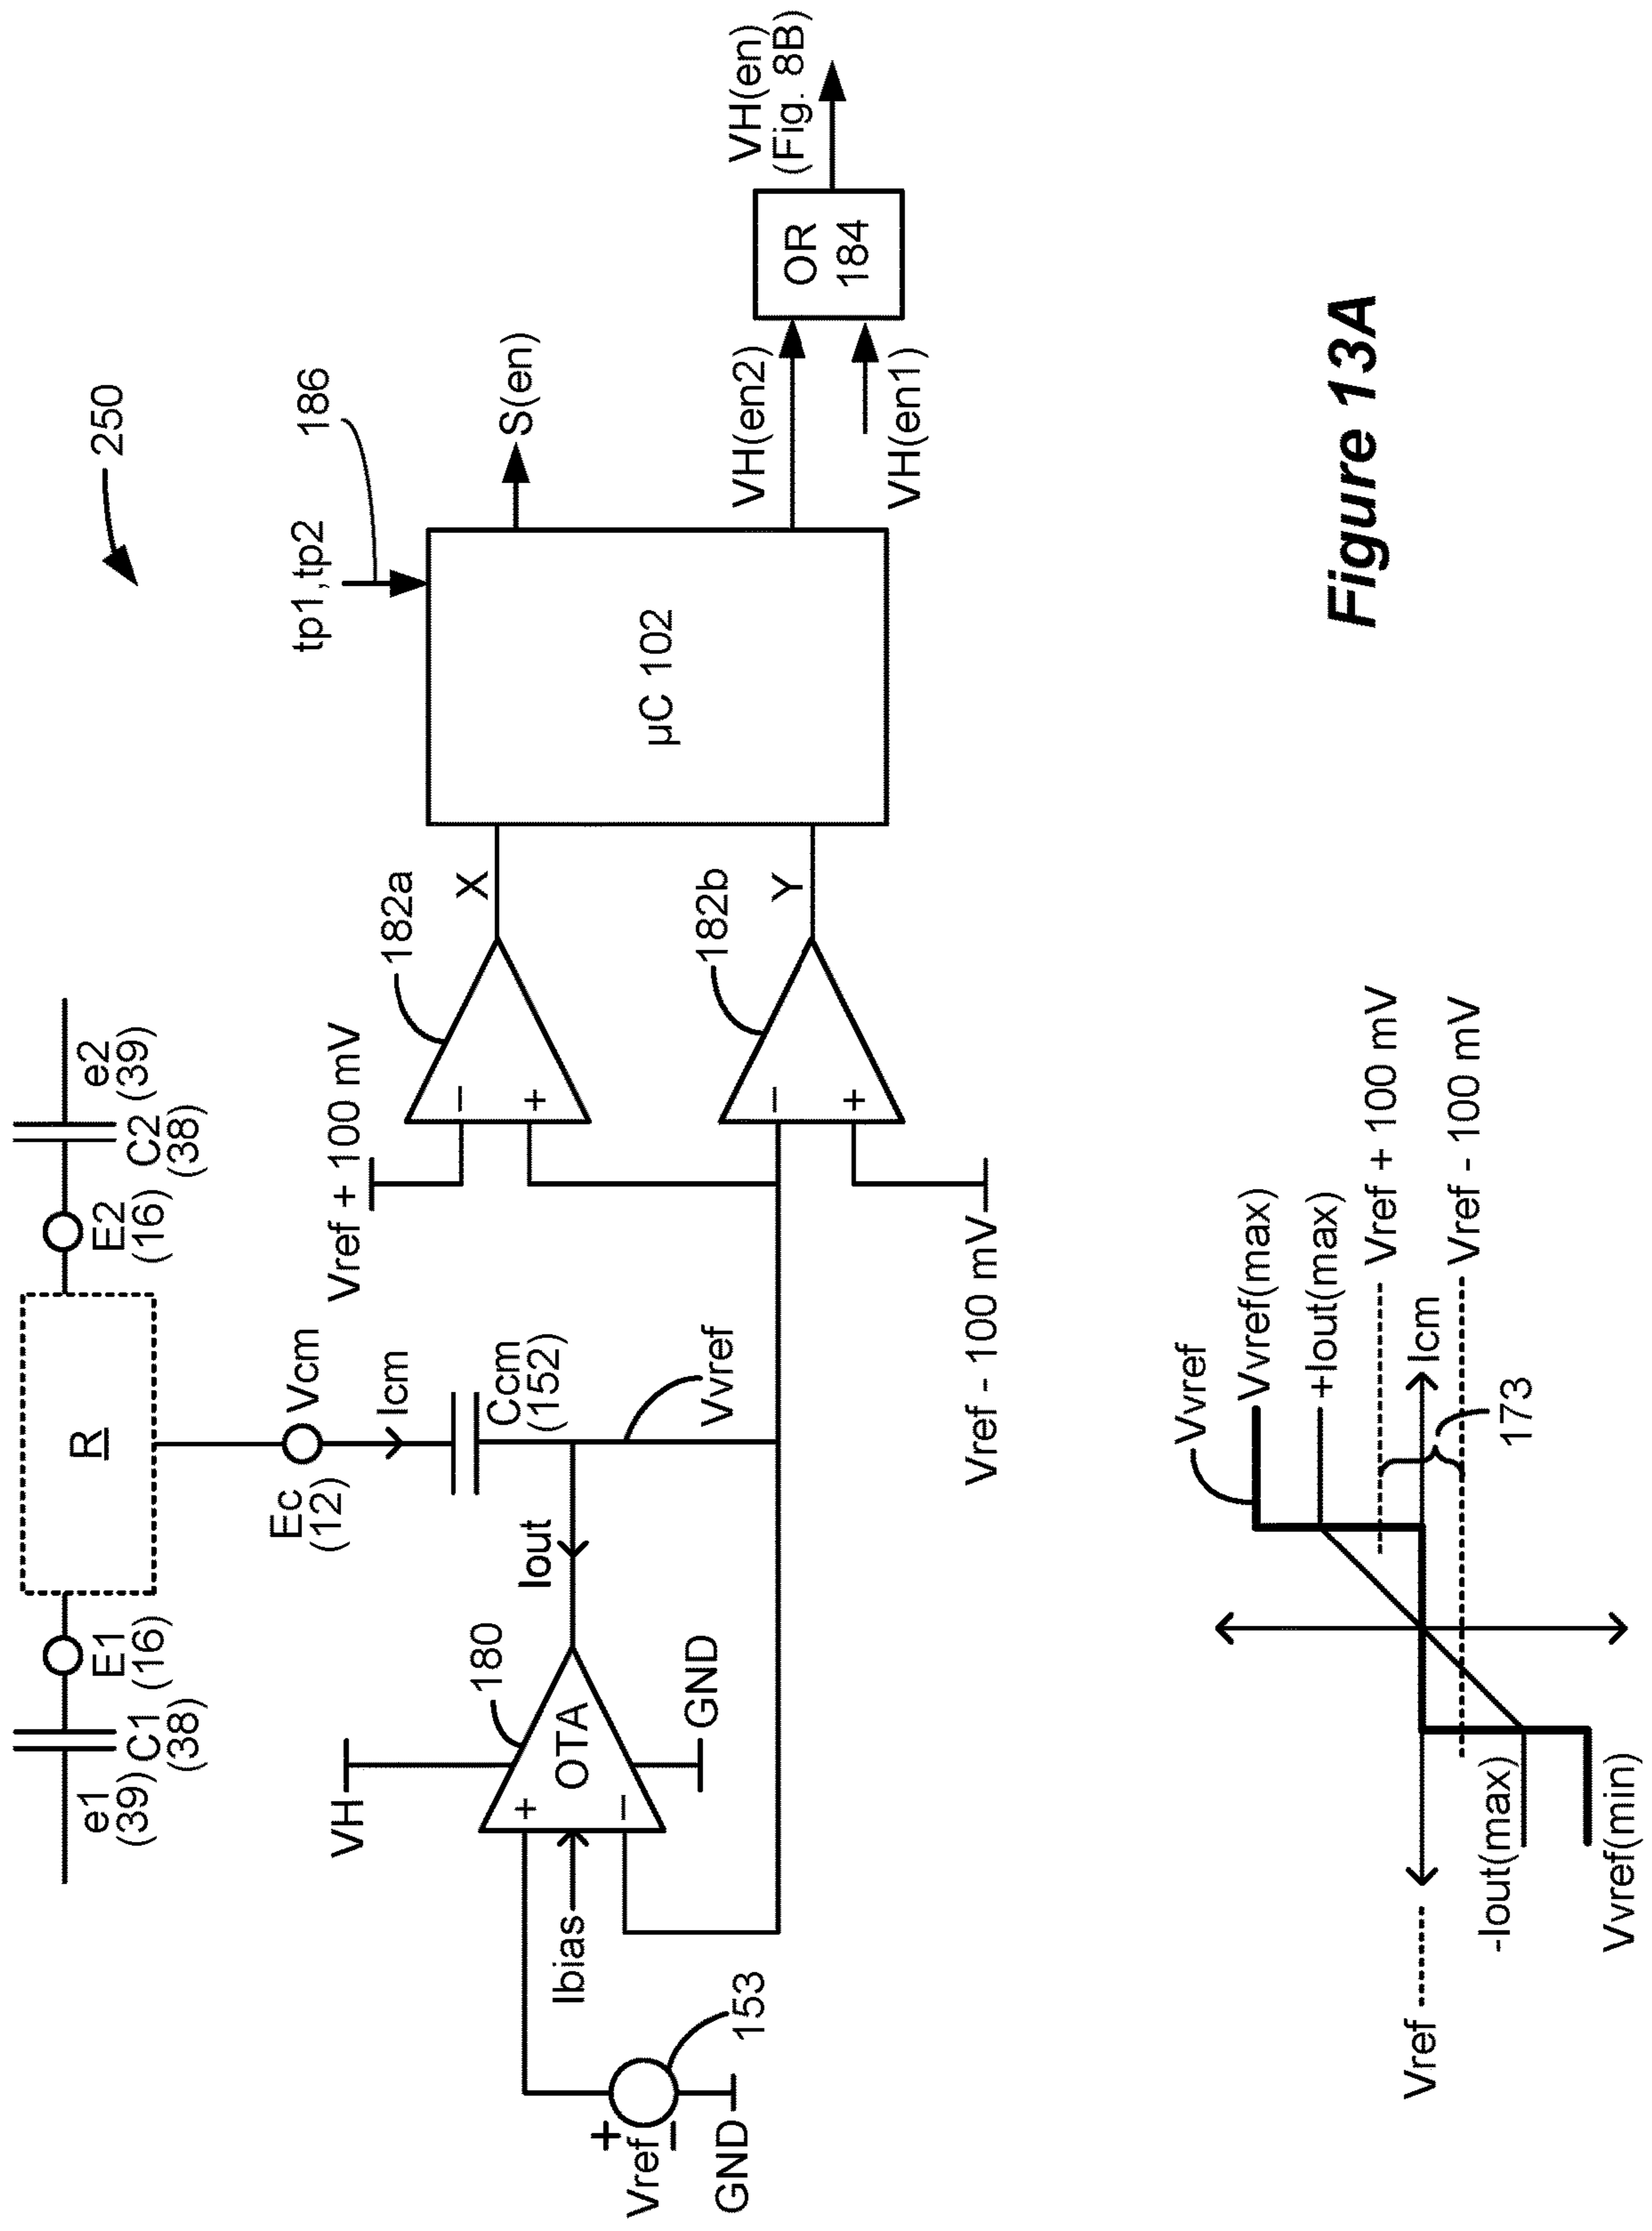 250
e1
(39)
C1
(38)
E1
(16)
R
E2
(16)
C2
(38)
e2
(39)
Ec
(12)
Vcm
Icm
Ccm
(152)
Vvref
Iout
VH
180
OTA
+
−
Ibias
GND
+
Vref
−
GND
153
Vref + 100 mV
182a
−
+
X
182b
−
+
Y
Vref - 100 mV
tp1,tp2
186
µC 102
S(en)
VH(en2)
VH(en1)
OR
184
VH(en)
(Fig. 8B)
Vvref
Vvref(max)
+Iout(max)
Vref + 100 mV
Icm
Vref - 100 mV
173
Vref
-Iout(max)
Vvref(min)
Figure 13A